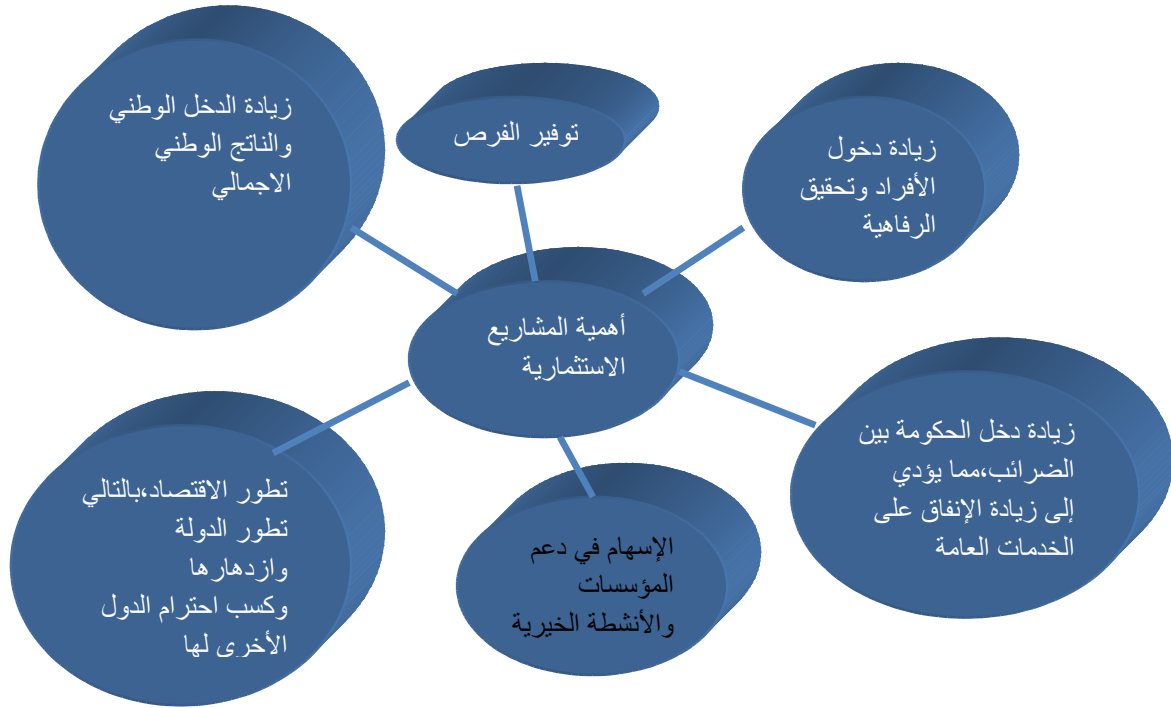 زيادة الدخل الوطني
والناتج الوطني
الاجمالي
توفير الفرص
زيادة دخول
الأفراد وتحقيق
الرفاهية
أهمية المشاريع
الاستثمارية
زيادة دخل الحكومة بين
الضرائب،مما يؤدي
إلى زيادة الإنفاق على
الخدمات العامة
الإسهام في دعم
المؤسسات
والأنشطة الخيرية
تطور الاقتصاد،بالتالي
تطور الدولة
وازدهارها
وكسب احترام الدول
الأخرى لها